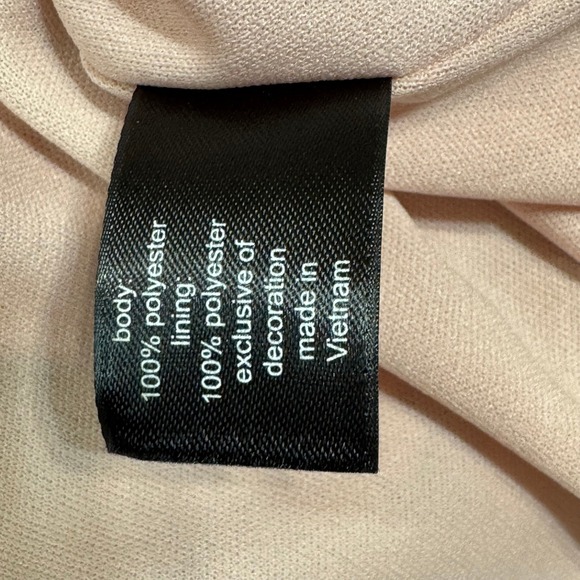 body
100% polyester
lining:
100% polyester
exclusive of
decoration
made in
Vietnam